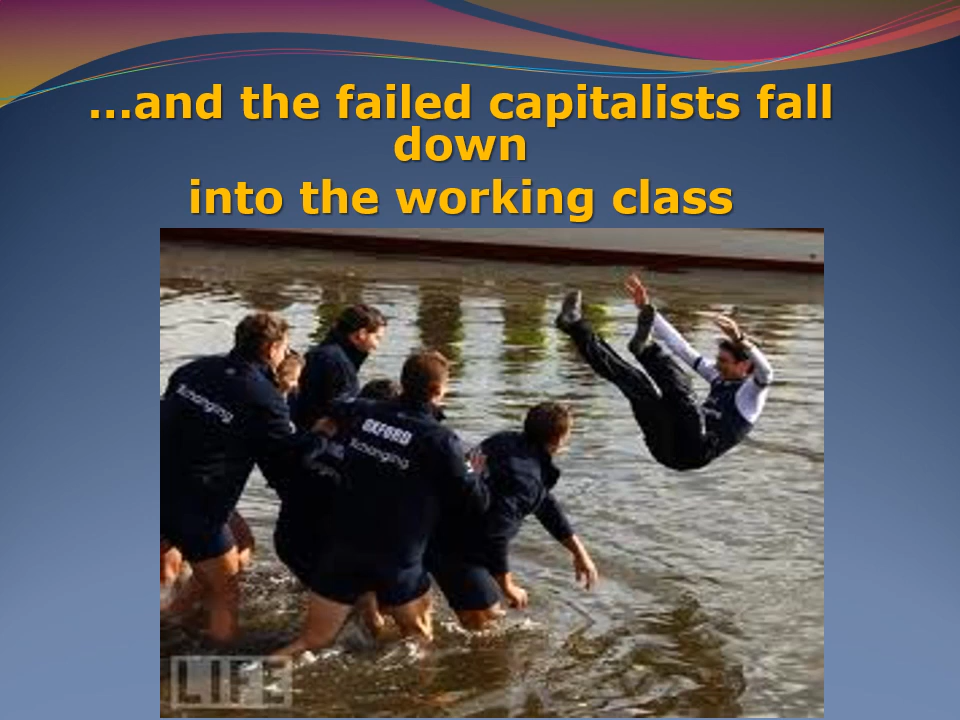 …and the failed capitalists fall
down
into the working class
Xchanging
OXFORD
Xchanging
LIFE